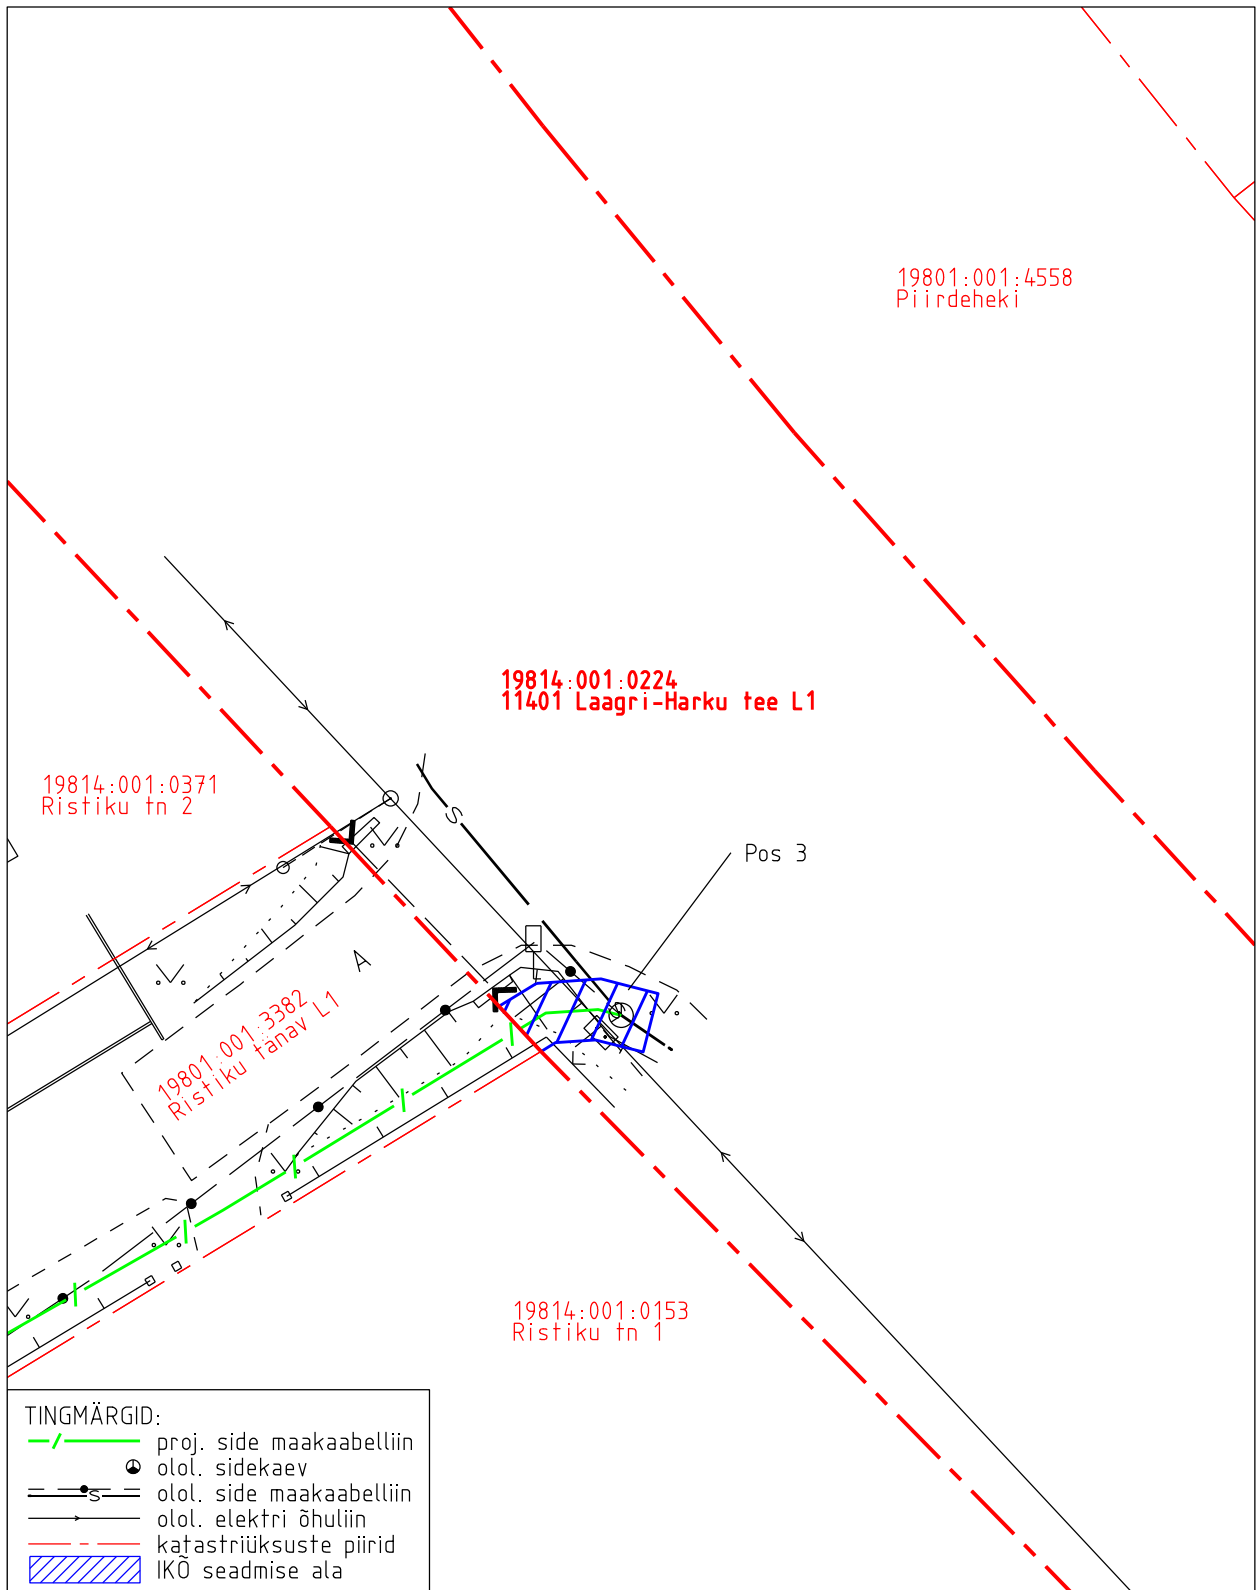 19801:001:4558
Piirdeheki
19814:001:0224
11401 Laagri-Harku tee L1
19814:001:0371
Ristiku tn 2
S
Pos 3
A
19801:001:3382
Ristiku tänav L1
S
19814:001:0153
Ristiku tn 1
TINGMÄRGID:
proj. side maakaabelliin
olol. sidekaev
S olol. side maakaabelliin
olol. elektri õhuliin
katastriüksuste piirid
IKÕ seadmise ala